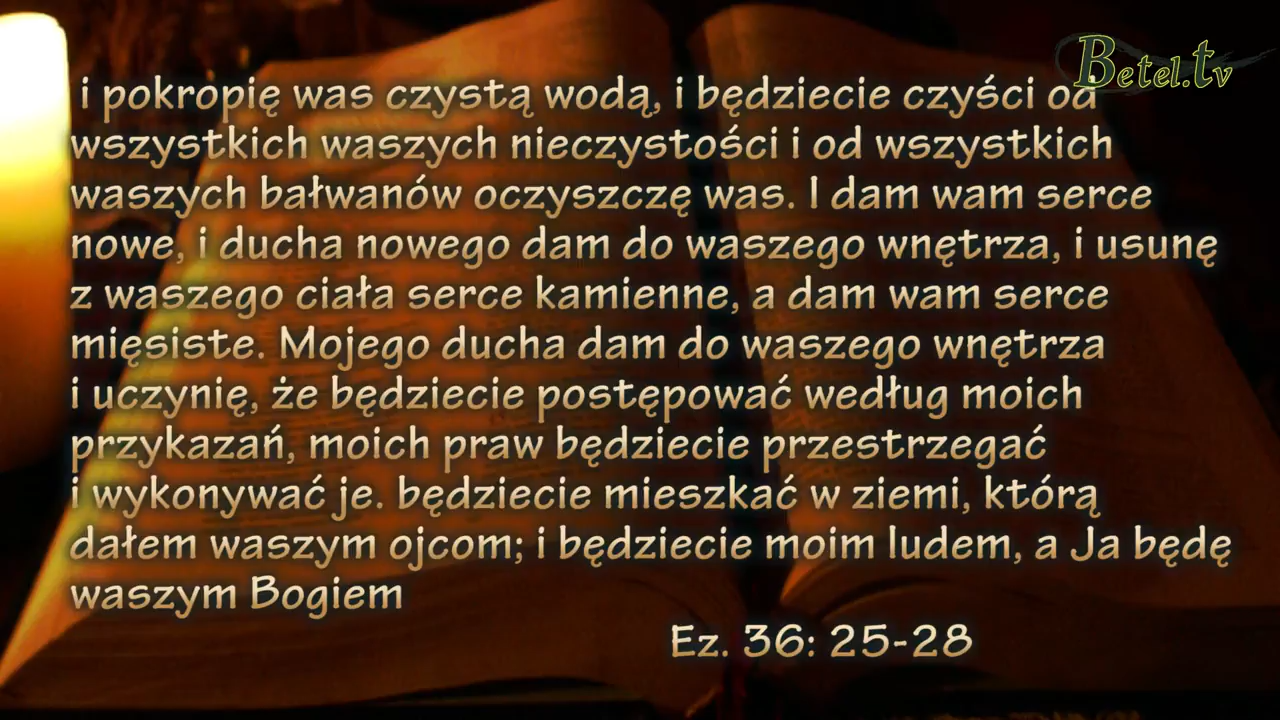 Betel.tv
i pokropię was czystą wodą, i będziecie czyści od
wszystkich waszych nieczystości i od wszystkich
waszych bałwanów oczyszczę was. I dam wam serce
nowe, i ducha nowego dam do waszego wnętrza, i usunę
z waszego ciała serce kamienne, a dam wam serce
mięsiste. Mojego ducha dam do waszego wnętrza
i uczynię, że będziecie postępować według moich
przykazań, moich praw będziecie przestrzegać
i wykonywać je. będziecie mieszkać w ziemi, którą
dałem waszym ojcom; i będziecie moim ludem, a Ja będę
waszym Bogiem
Ez. 36: 25-28